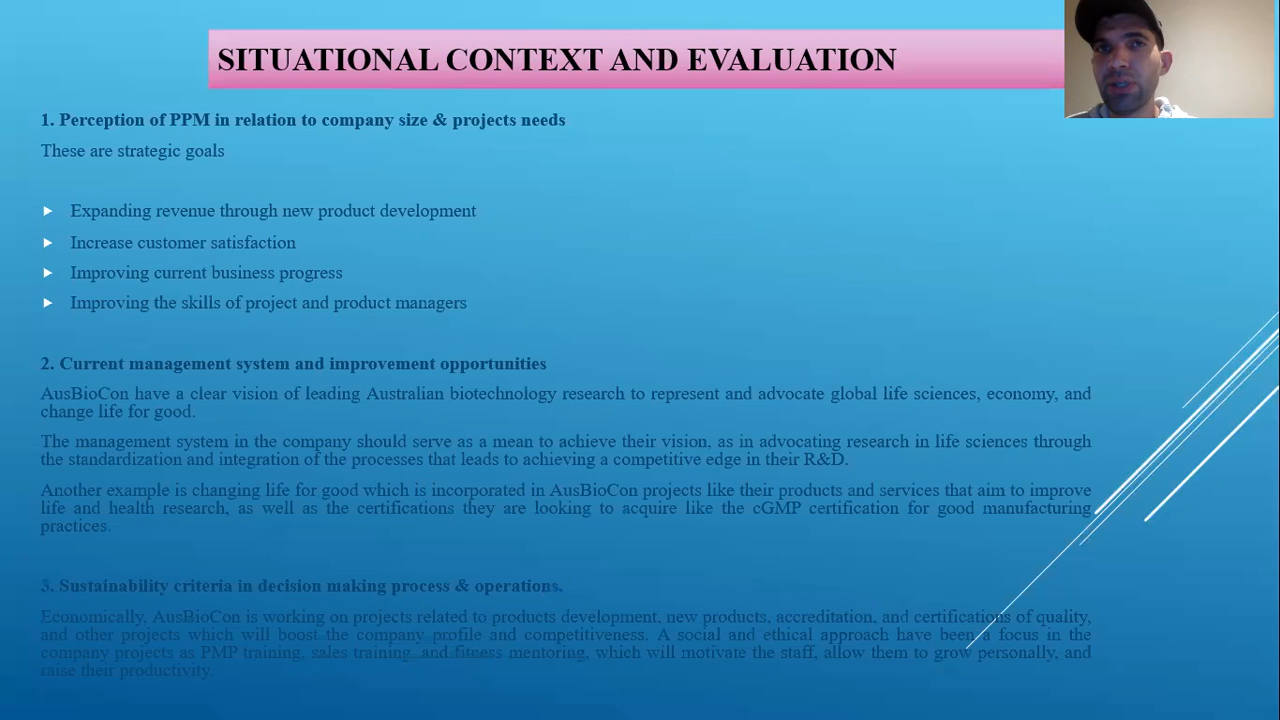 SITUATIONAL CONTEXT AND EVALUATION
1. Perception of PPM in relation to company size & projects needs
These are strategic goals
Expanding revenue through new product development
Increase customer satisfaction
Improving current business progress
Improving the skills of project and product managers
2. Current management system and improvement opportunities
AusBioCon have a clear vision of leading Australian biotechnology research to represent and advocate global life sciences, economy, and
change life for good.
The management system in the company should serve as a mean to achieve their vision, as in advocating research in life sciences through
the standardization and integration of the processes that leads to achieving a competitive edge in their R&D.
Another example is changing life for good which is incorporated in AusBioCon projects like their products and services that aim to improve
life and health research, as well as the certifications they are looking to acquire like the cGMP certification for good manufacturing
practices.
3. Sustainability criteria in decision making process & operations.
Economically, AusBioCon is working on projects related to products development, new products, accreditation, and certifications of quality,
and other projects which will boost the company profile and competitiveness. A social and ethical approach have been a focus in the
company projects as PMP training, sales training, and fitness mentoring, which will motivate the staff, allow them to grow personally, and
raise their productivity.